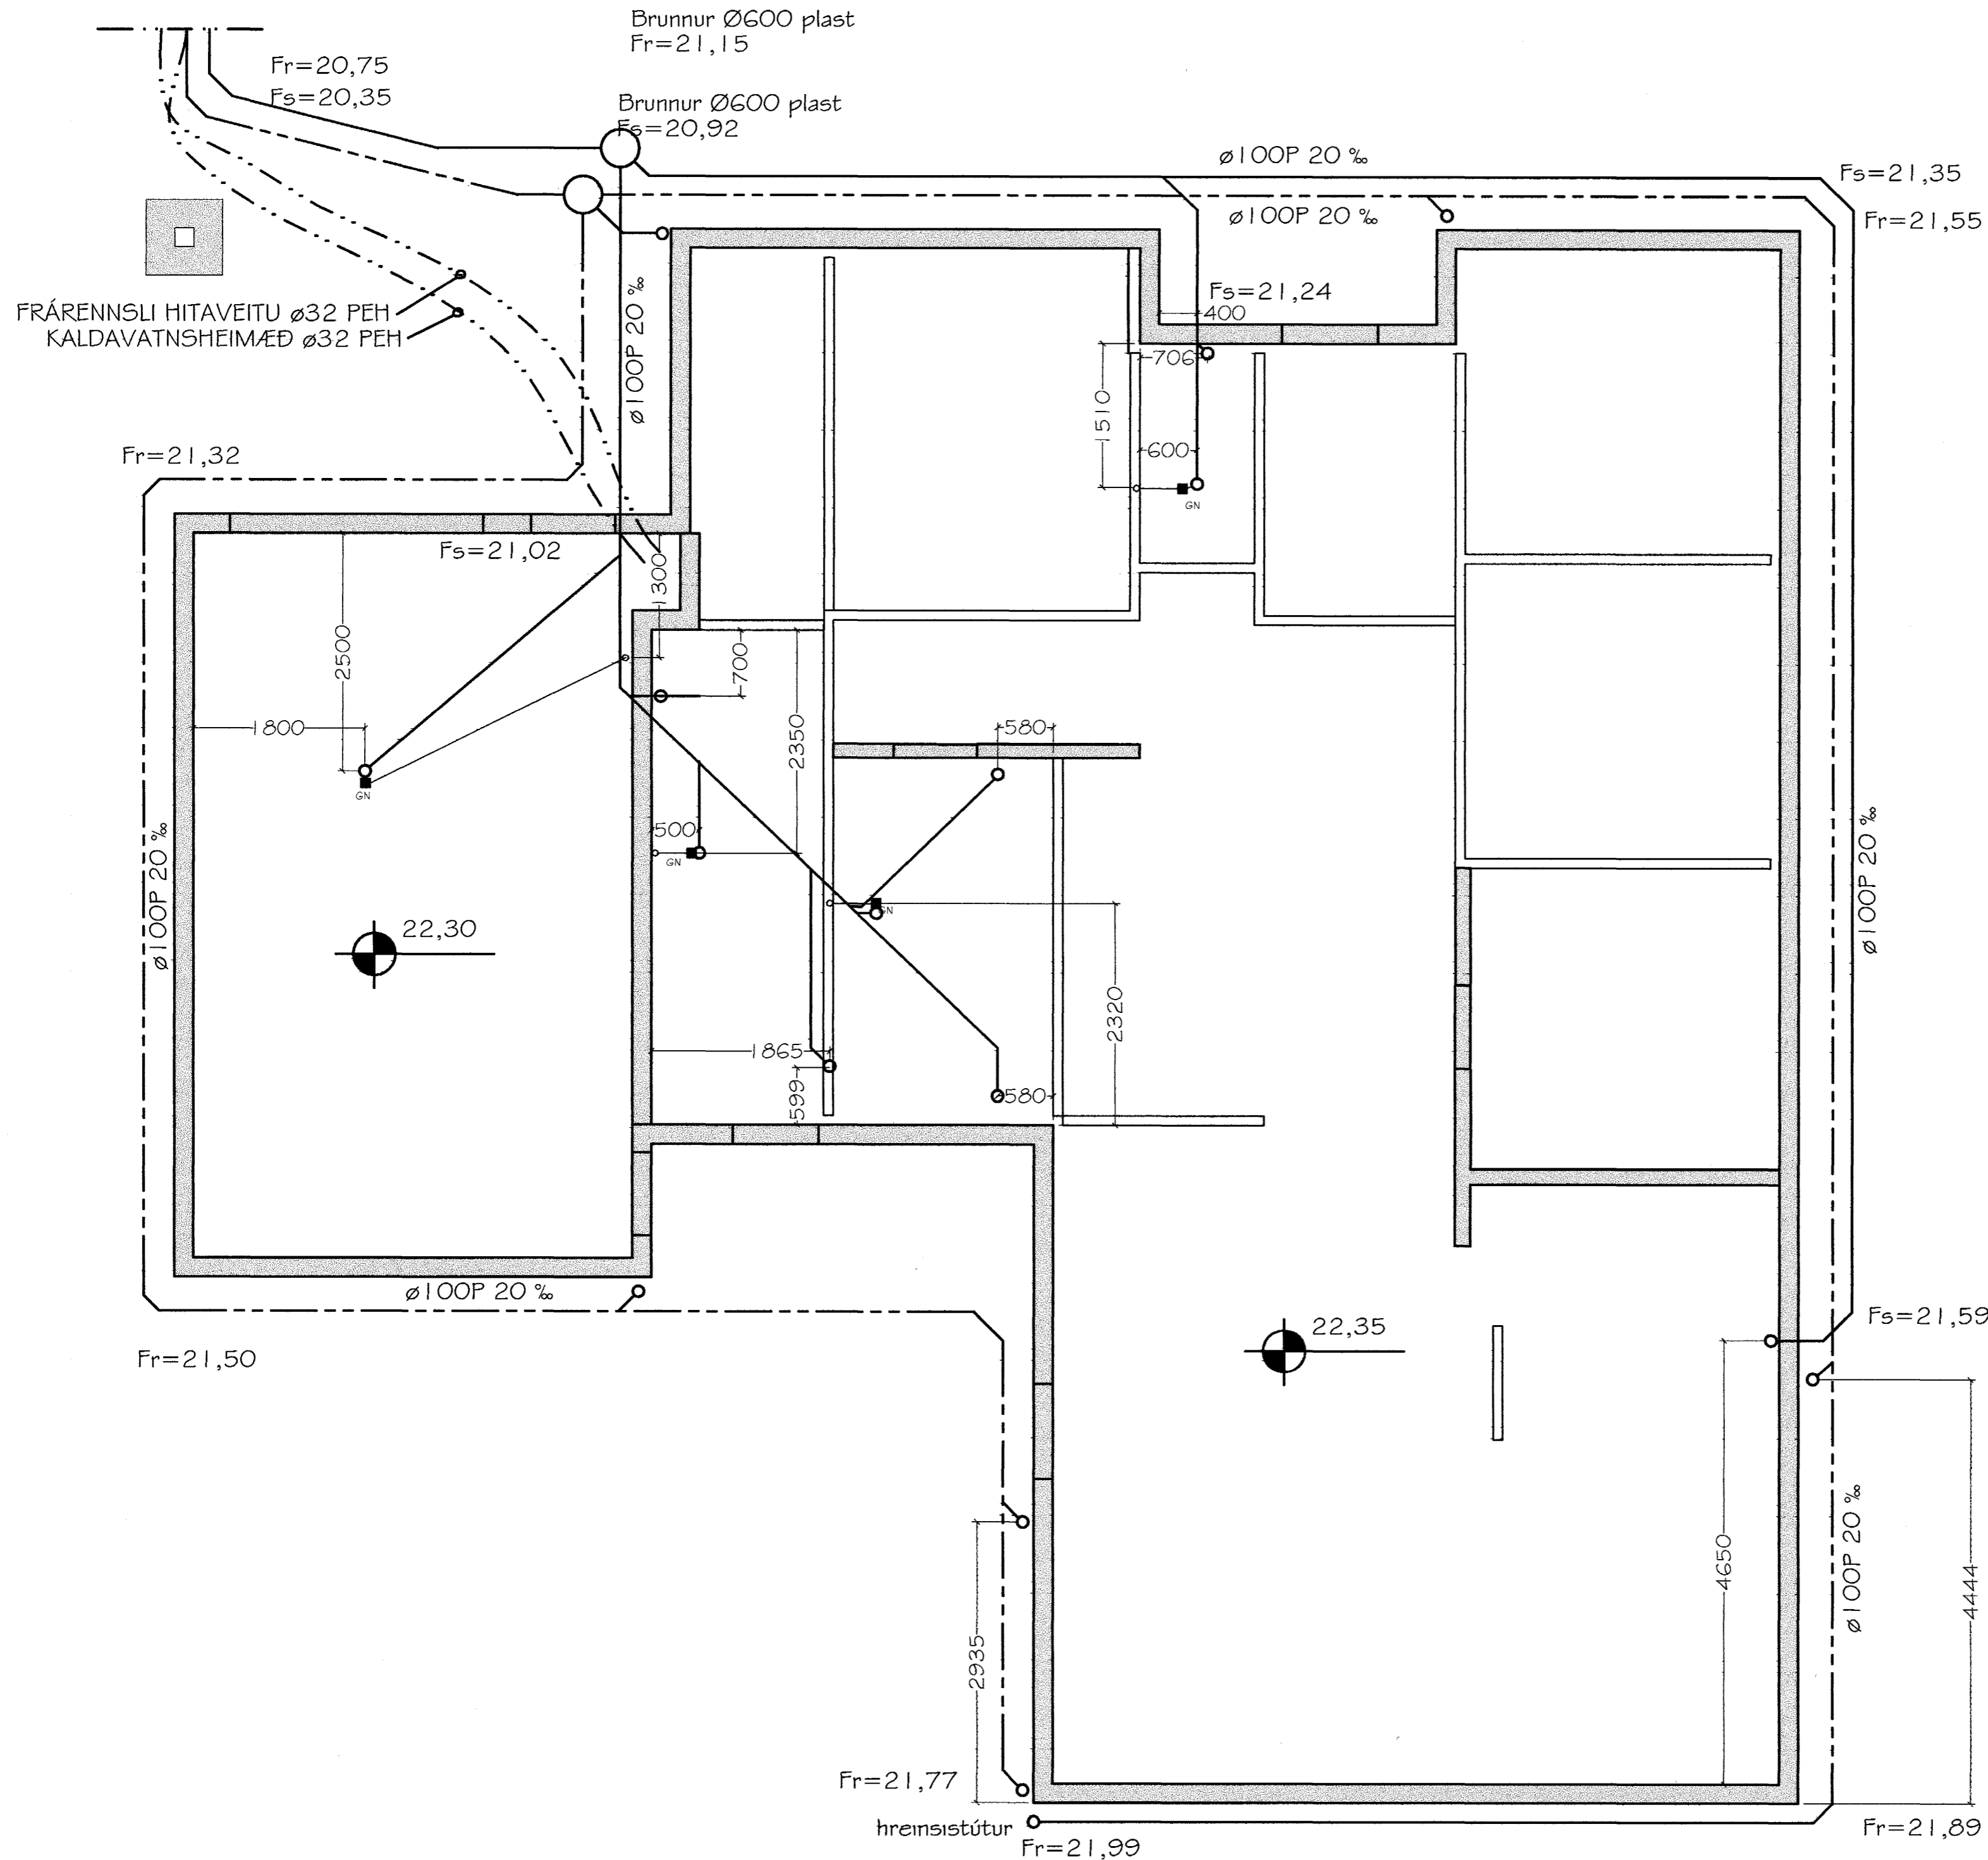 Brunnur Ø600 plast
Fr=21,15
Fr=20,75
Fs=20,35
Brunnur Ø600 plast
Fs=20,92
ø100P 20 ‰
Fs=21,35
ø100P 20 ‰
Fr=21,55
FRÁRENNSLI HITAVEITU ø32 PEH
KALDAVATNSHEIMÆÐ ø32 PEH
ø100P 20 ‰
Fs=21,24
400
706
1510
600
GN
Fr=21,32
Fs=21,02
1300
2500
700
1800
2350
580
GN
500
GN
GN
ø100P 20 ‰
ø100P 20 ‰
22,30
2320
1865
599
580
ø100P 20 ‰
Fr=21,50
22,35
Fs=21,59
ø100P 20 ‰
4650
4444
2935
Fr=21,77
hreinsistútur
Fr=21,99
Fr=21,89